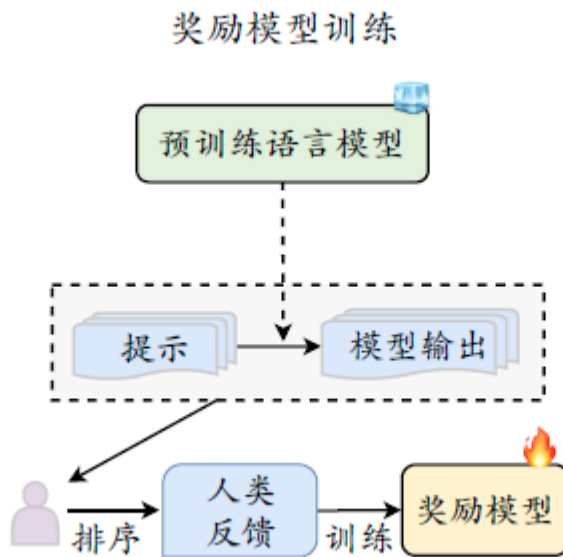 奖励模型训练
预训练语言模型
提示
模型输出
人类
反馈
排序
训练
奖励模型